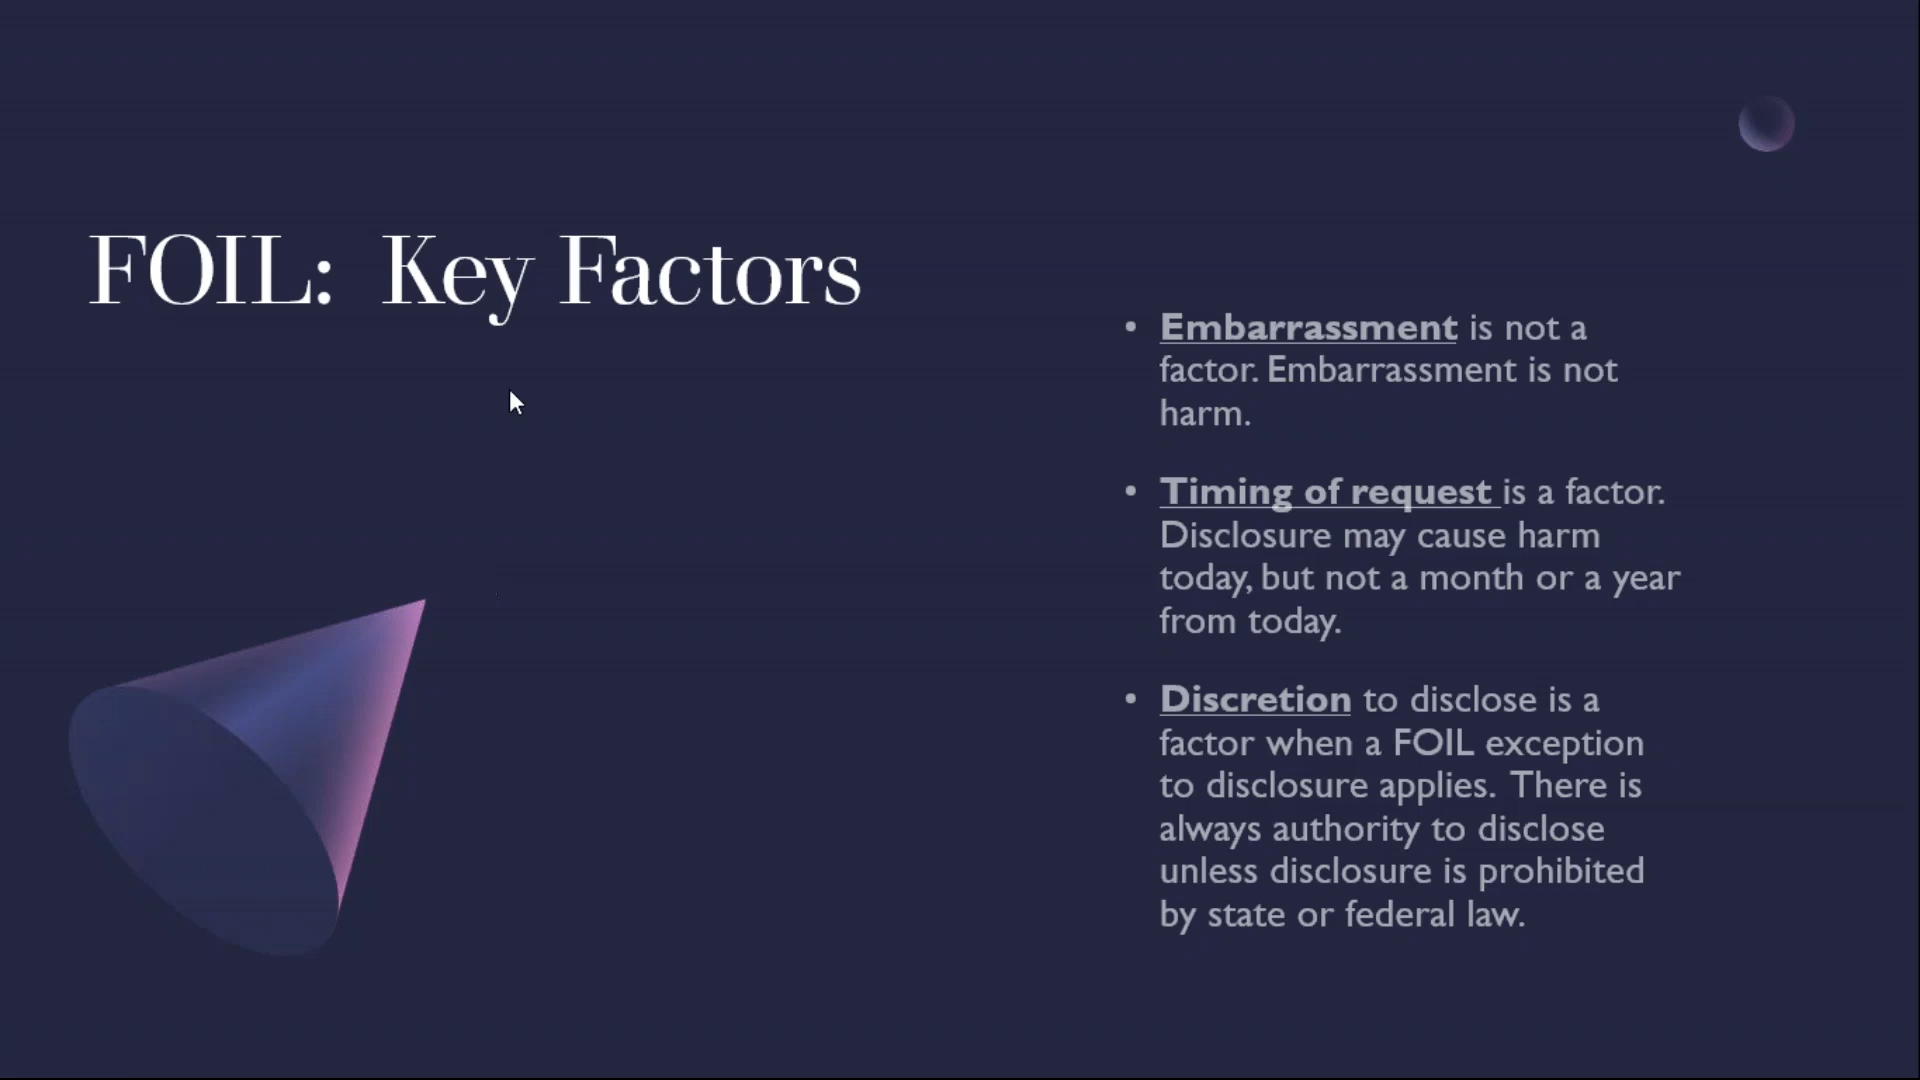 FOIL:  Key Factors
• Embarrassment is not a
factor. Embarrassment is not
harm.
• Timing of request is a factor.
Disclosure may cause harm
today, but not a month or a year
from today.
• Discretion to disclose is a
factor when a FOIL exception
to disclosure applies.  There is
always authority to disclose
unless disclosure is prohibited
by state or federal law.